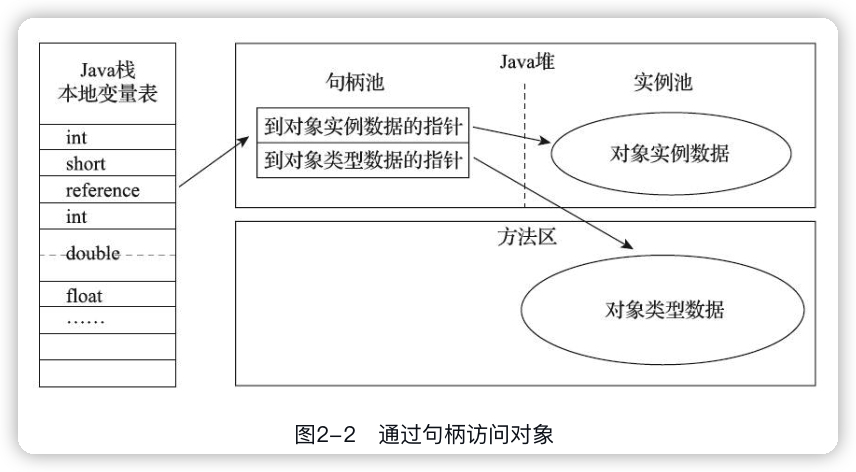 Java栈
本地变量表
int
short
reference
int
double
float
……
Java堆
句柄池
实例池
到对象实例数据的指针
到对象类型数据的指针
对象实例数据
方法区
对象类型数据
图2-2 通过句柄访问对象